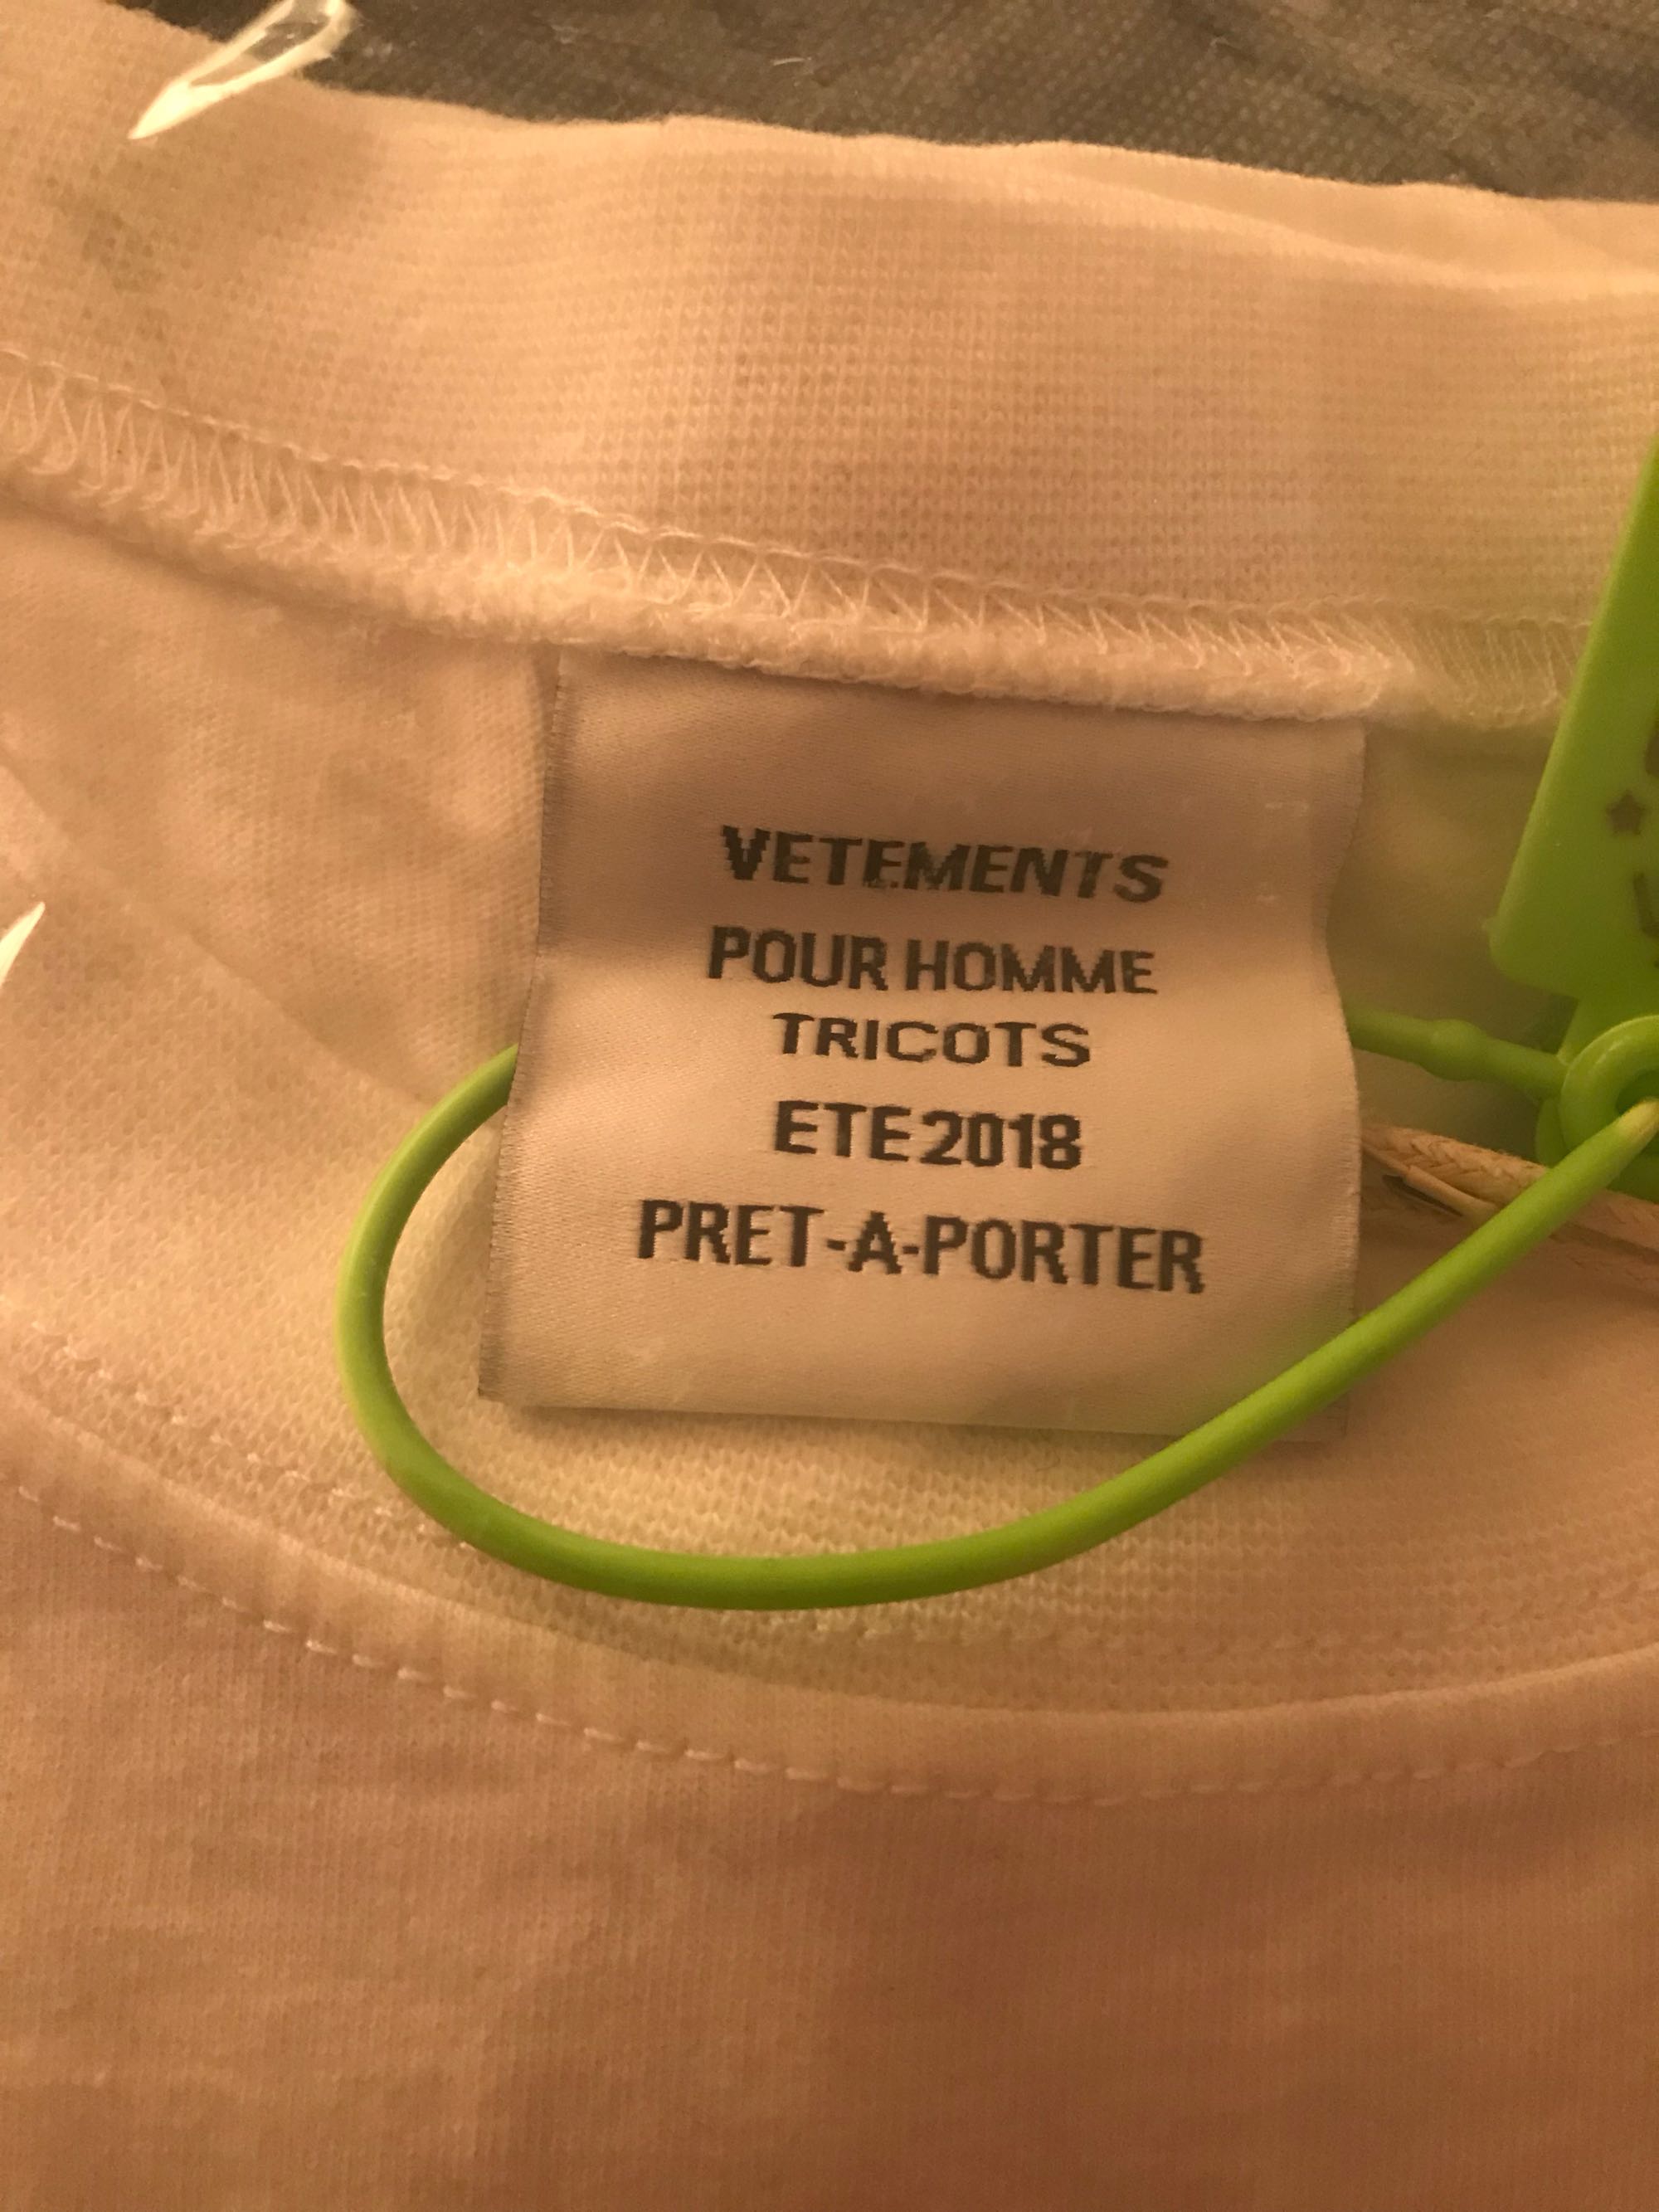 VETEMENTS
POUR HOMME
TRICOTS
ETE 2018
PRET-A-PORTER